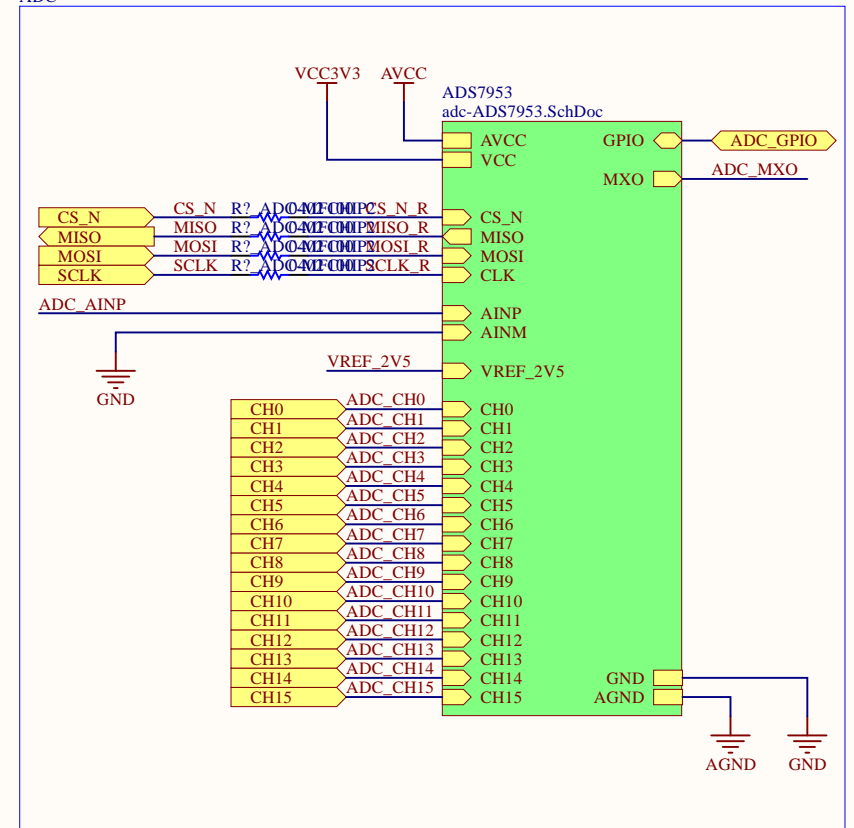 ADC
VCC3V3 AVCC
ADS7953
adc-ADS7953.SchDoc
AVCC GPIO ADC_GPIO
VCC
MXO ADC_MXO
CS_N CS_N R? CS_N_R CS_N
MISO MISO R? MISO_R MISO
MOSI MOSI R? MOSI_R MOSI
SCLK SCLK R? SCLK_R CLK
ADC_AINP AINP
AINM
GND
VREF_2V5 VREF_2V5
CH0 ADC_CH0 CH0
CH1 ADC_CH1 CH1
CH2 ADC_CH2 CH2
CH3 ADC_CH3 CH3
CH4 ADC_CH4 CH4
CH5 ADC_CH5 CH5
CH6 ADC_CH6 CH6
CH7 ADC_CH7 CH7
CH8 ADC_CH8 CH8
CH9 ADC_CH9 CH9
CH10 ADC_CH10 CH10
CH11 ADC_CH11 CH11
CH12 ADC_CH12 CH12
CH13 ADC_CH13 CH13
CH14 ADC_CH14 CH14 GND
CH15 ADC_CH15 CH15 AGND
AGND GND